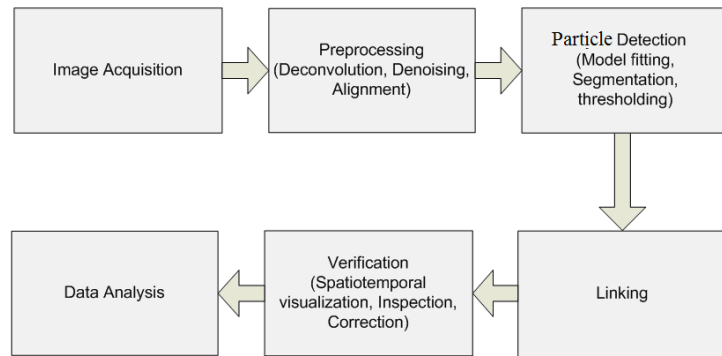 Image Acquisition
Preprocessing
(Deconvolution, Denoising,
Alignment)
Particle Detection
(Model fitting,
Segmentation,
thresholding)
Data Analysis
Verification
(Spatiotemporal
visualization, Inspection,
Correction)
Linking